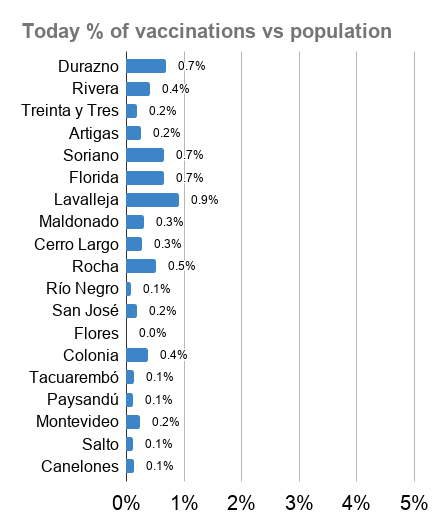 Today % of vaccinations vs population
Durazno 0.7%
Rivera 0.4%
Treinta y Tres 0.2%
Artigas 0.2%
Soriano 0.7%
Florida 0.7%
Lavalleja 0.9%
Maldonado 0.3%
Cerro Largo 0.3%
Rocha 0.5%
Río Negro 0.1%
San José 0.2%
Flores 0.0%
Colonia 0.4%
Tacuarembó 0.1%
Paysandú 0.1%
Montevideo 0.2%
Salto 0.1%
Canelones 0.1%
0% 1% 2% 3% 4% 5%